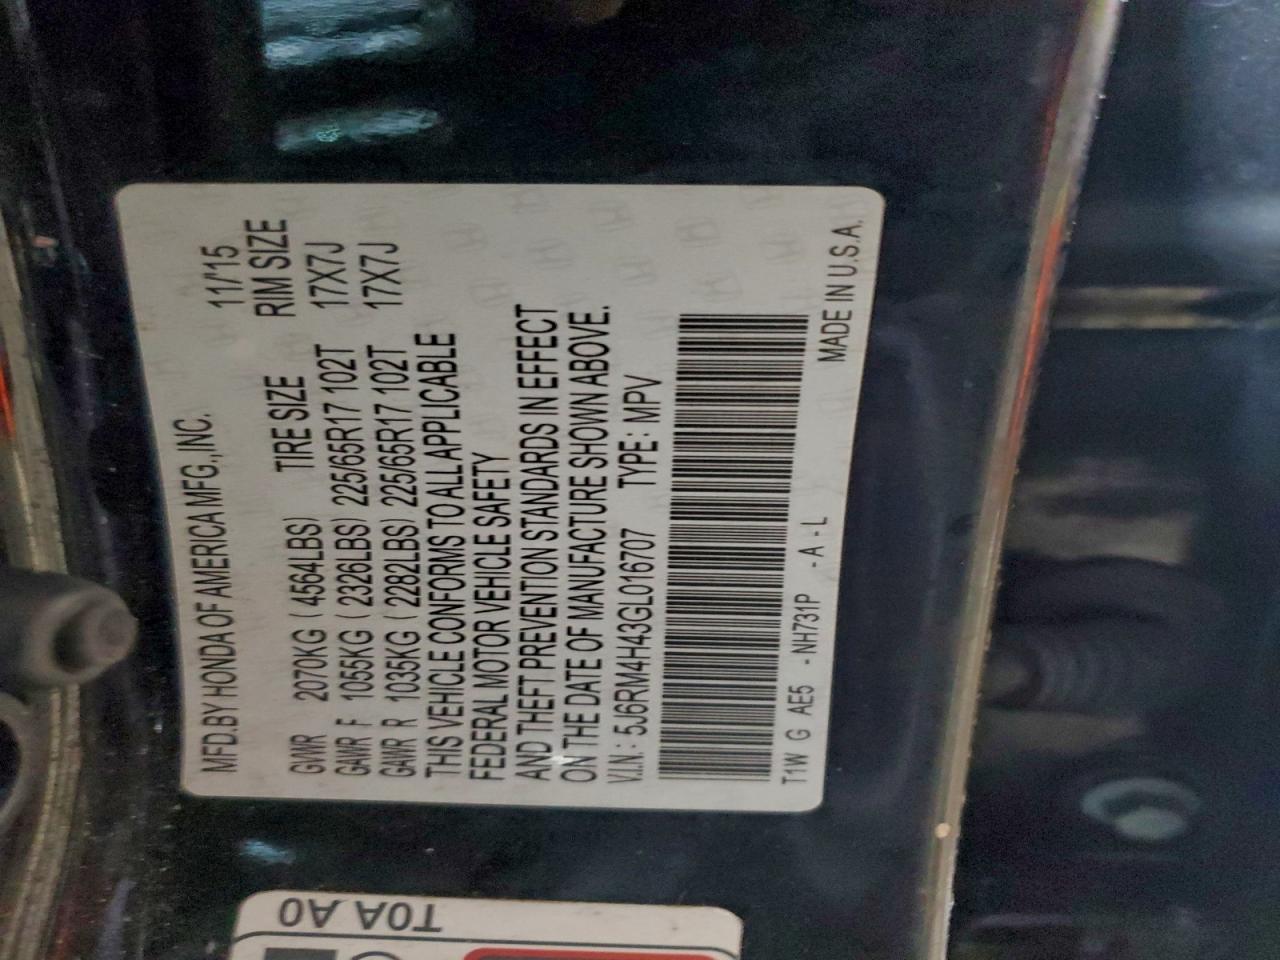 MFD.BY HONDA OF AMERICA MFG.,INC. 11/'15
GVWR 2070KG ( 4564LBS) TIRE SIZE RIM SIZE
GAWR F 1055KG ( 2326LBS) 225/65R17 102T 17X7J
GAWR R 1035KG ( 2282LBS) 225/65R17 102T 17X7J
THIS VEHICLE CONFORMS TO ALL APPLICABLE
FEDERAL MOTOR VEHICLE SAFETY
AND THEFT PREVENTION STANDARDS IN EFFECT
ON THE DATE OF MANUFACTURE SHOWN ABOVE.
V.I.N : 5J6RM4H43GL016707 TYPE : MPV
T1W G AE5 - NH731P - A - L MADE IN U.S.A.
T0A A0